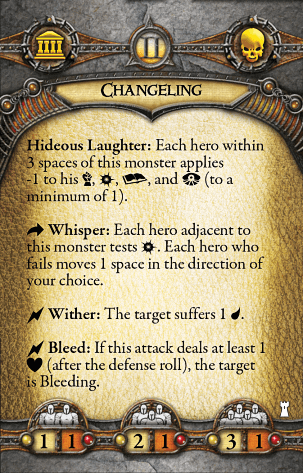 II
CHANGELING
Hideous Laughter: Each hero within
3 spaces of this monster applies
-1 to his , , , and (to a
minimum of 1).
Whisper: Each hero adjacent to
this monster tests . Each hero who
fails moves 1 space in the direction of
your choice.
Wither: The target suffers 1 .
Bleed: If this attack deals at least 1
(after the defense roll), the target
is Bleeding.
1 1 2 1 3 1